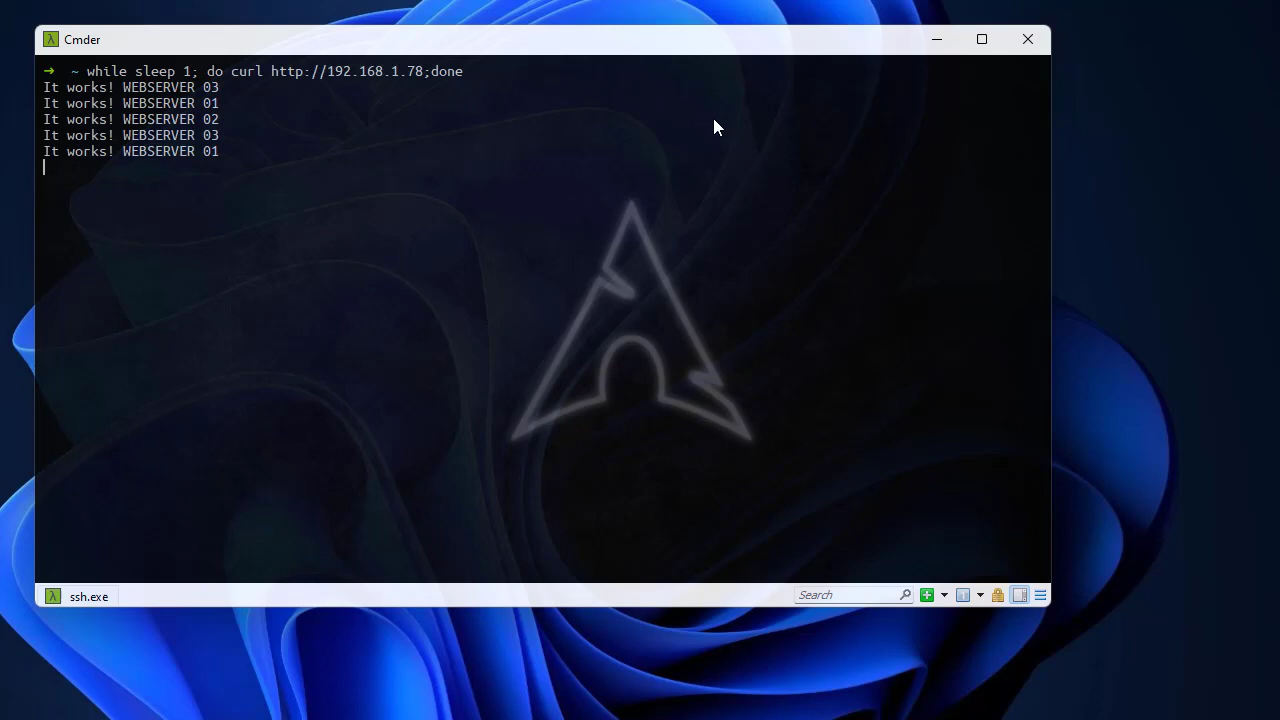 Cmder
➜ ~ while sleep 1; do curl http://192.168.1.78;done
It works! WEBSERVER 03
It works! WEBSERVER 01
It works! WEBSERVER 02
It works! WEBSERVER 03
It works! WEBSERVER 01
ssh.exe
Search